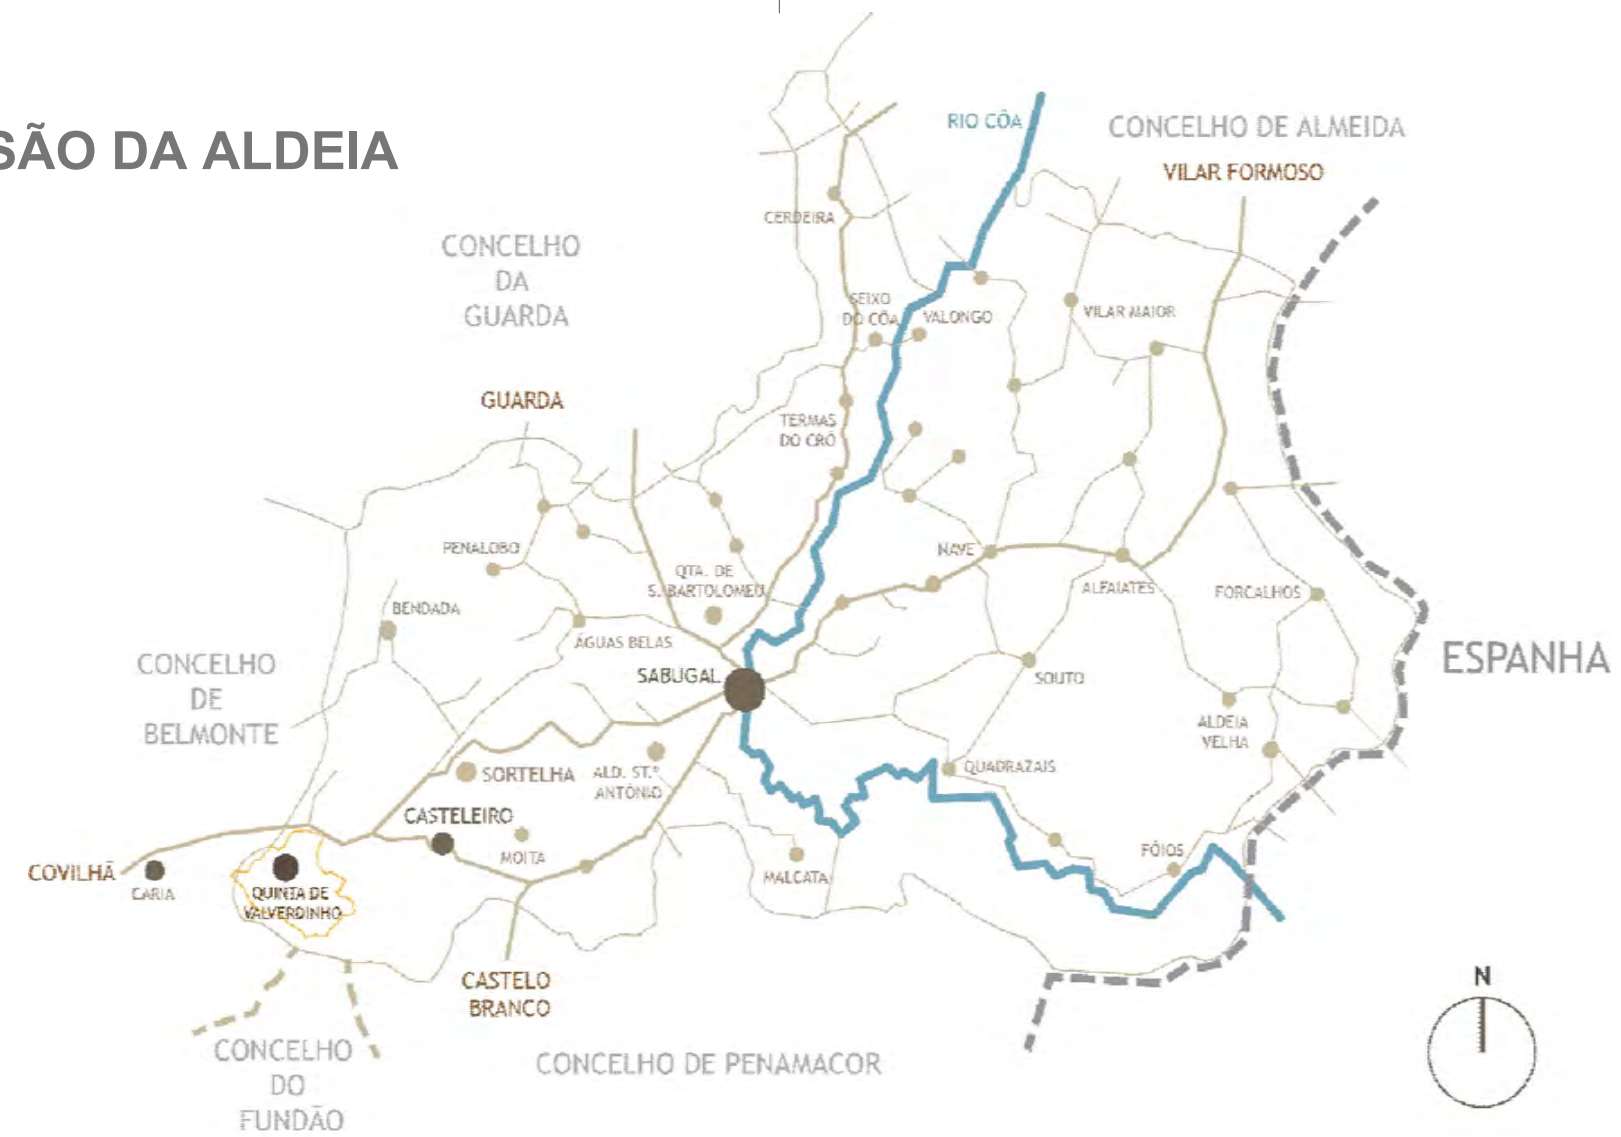 SÃO DA ALDEIA
RIO CÔA
CONCELHO DE ALMEIDA
VILAR FORMOSO
CERDEIRA
CONCELHO
DA
GUARDA
SEIXO
DO CÔA
VALONGO
VILAR MAIOR
GUARDA
TERMAS
DO CRÓ
PENALOBO
NAVE
QTA. DE
S. BARTOLOMEU
ALFAIATES
FORCALHOS
BENDADA
ÁGUAS BELAS
CONCELHO
DE
BELMONTE
SABUGAL
ESPANHA
SOUTO
ALDEIA
VELHA
SORTELHA
ALD. ST.º
ANTÓNIO
QUADRAZAIS
CASTELEIRO
MOITA
FÓIOS
COVILHÃ
CARIA
QUINTA DE
VALVERDINHO
MALCATA
CASTELO
BRANCO
N
CONCELHO
DO
FUNDÃO
CONCELHO DE PENAMACOR